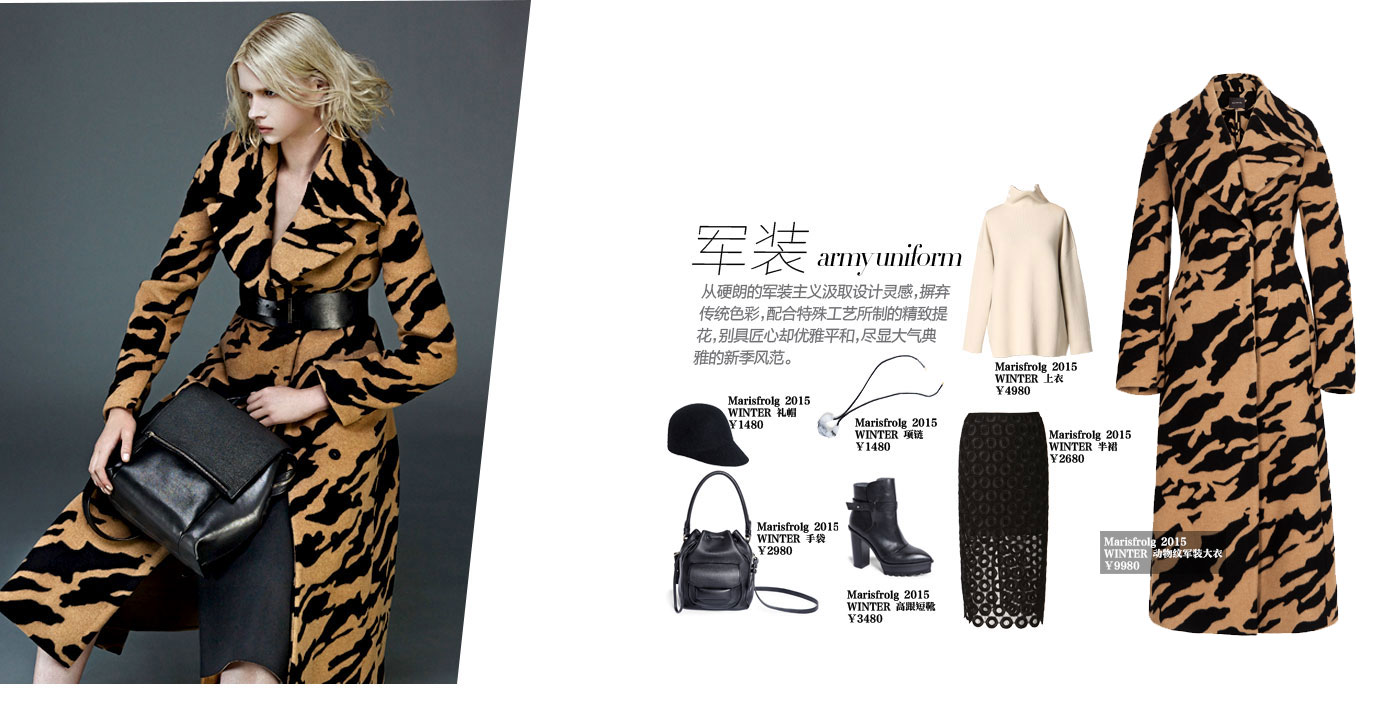 军装 army uniform
从硬朗的军装主义汲取设计灵感，摒弃
传统色彩，配合特殊工艺所制的精致提
花，别具匠心却优雅平和，尽显大气典
雅的新季风范。
Marisfrolg 2015
WINTER 上衣
￥4980
Marisfrolg 2015
WINTER 礼帽
￥1480
Marisfrolg 2015
WINTER 项链
￥1480
Marisfrolg 2015
WINTER 半裙
￥2680
Marisfrolg 2015
WINTER 手袋
￥2980
Marisfrolg 2015
WINTER 动物纹军装大衣
￥9980
Marisfrolg 2015
WINTER 高跟短靴
￥3480